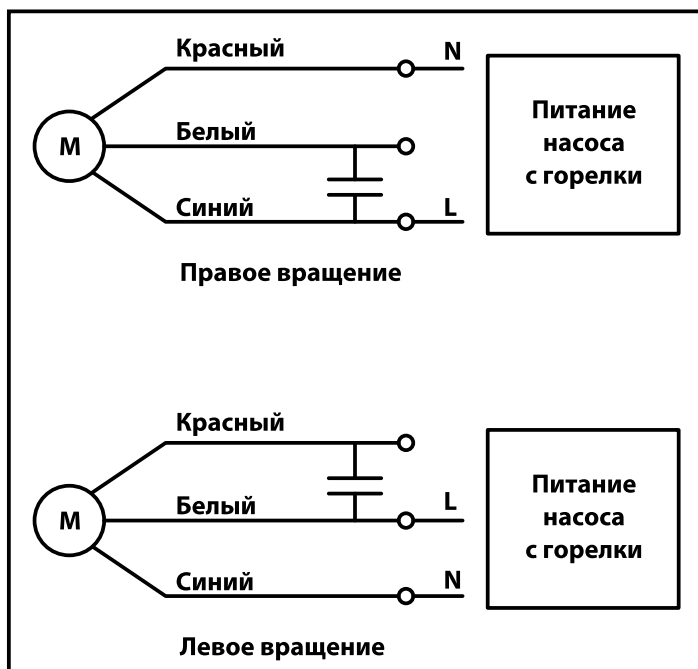 Красный
N
Белый
M
Синий
L
Питание
насоса
с горелки
Правое вращение
Красный
Белый
L
M
Синий
N
Питание
насоса
с горелки
Левое вращение